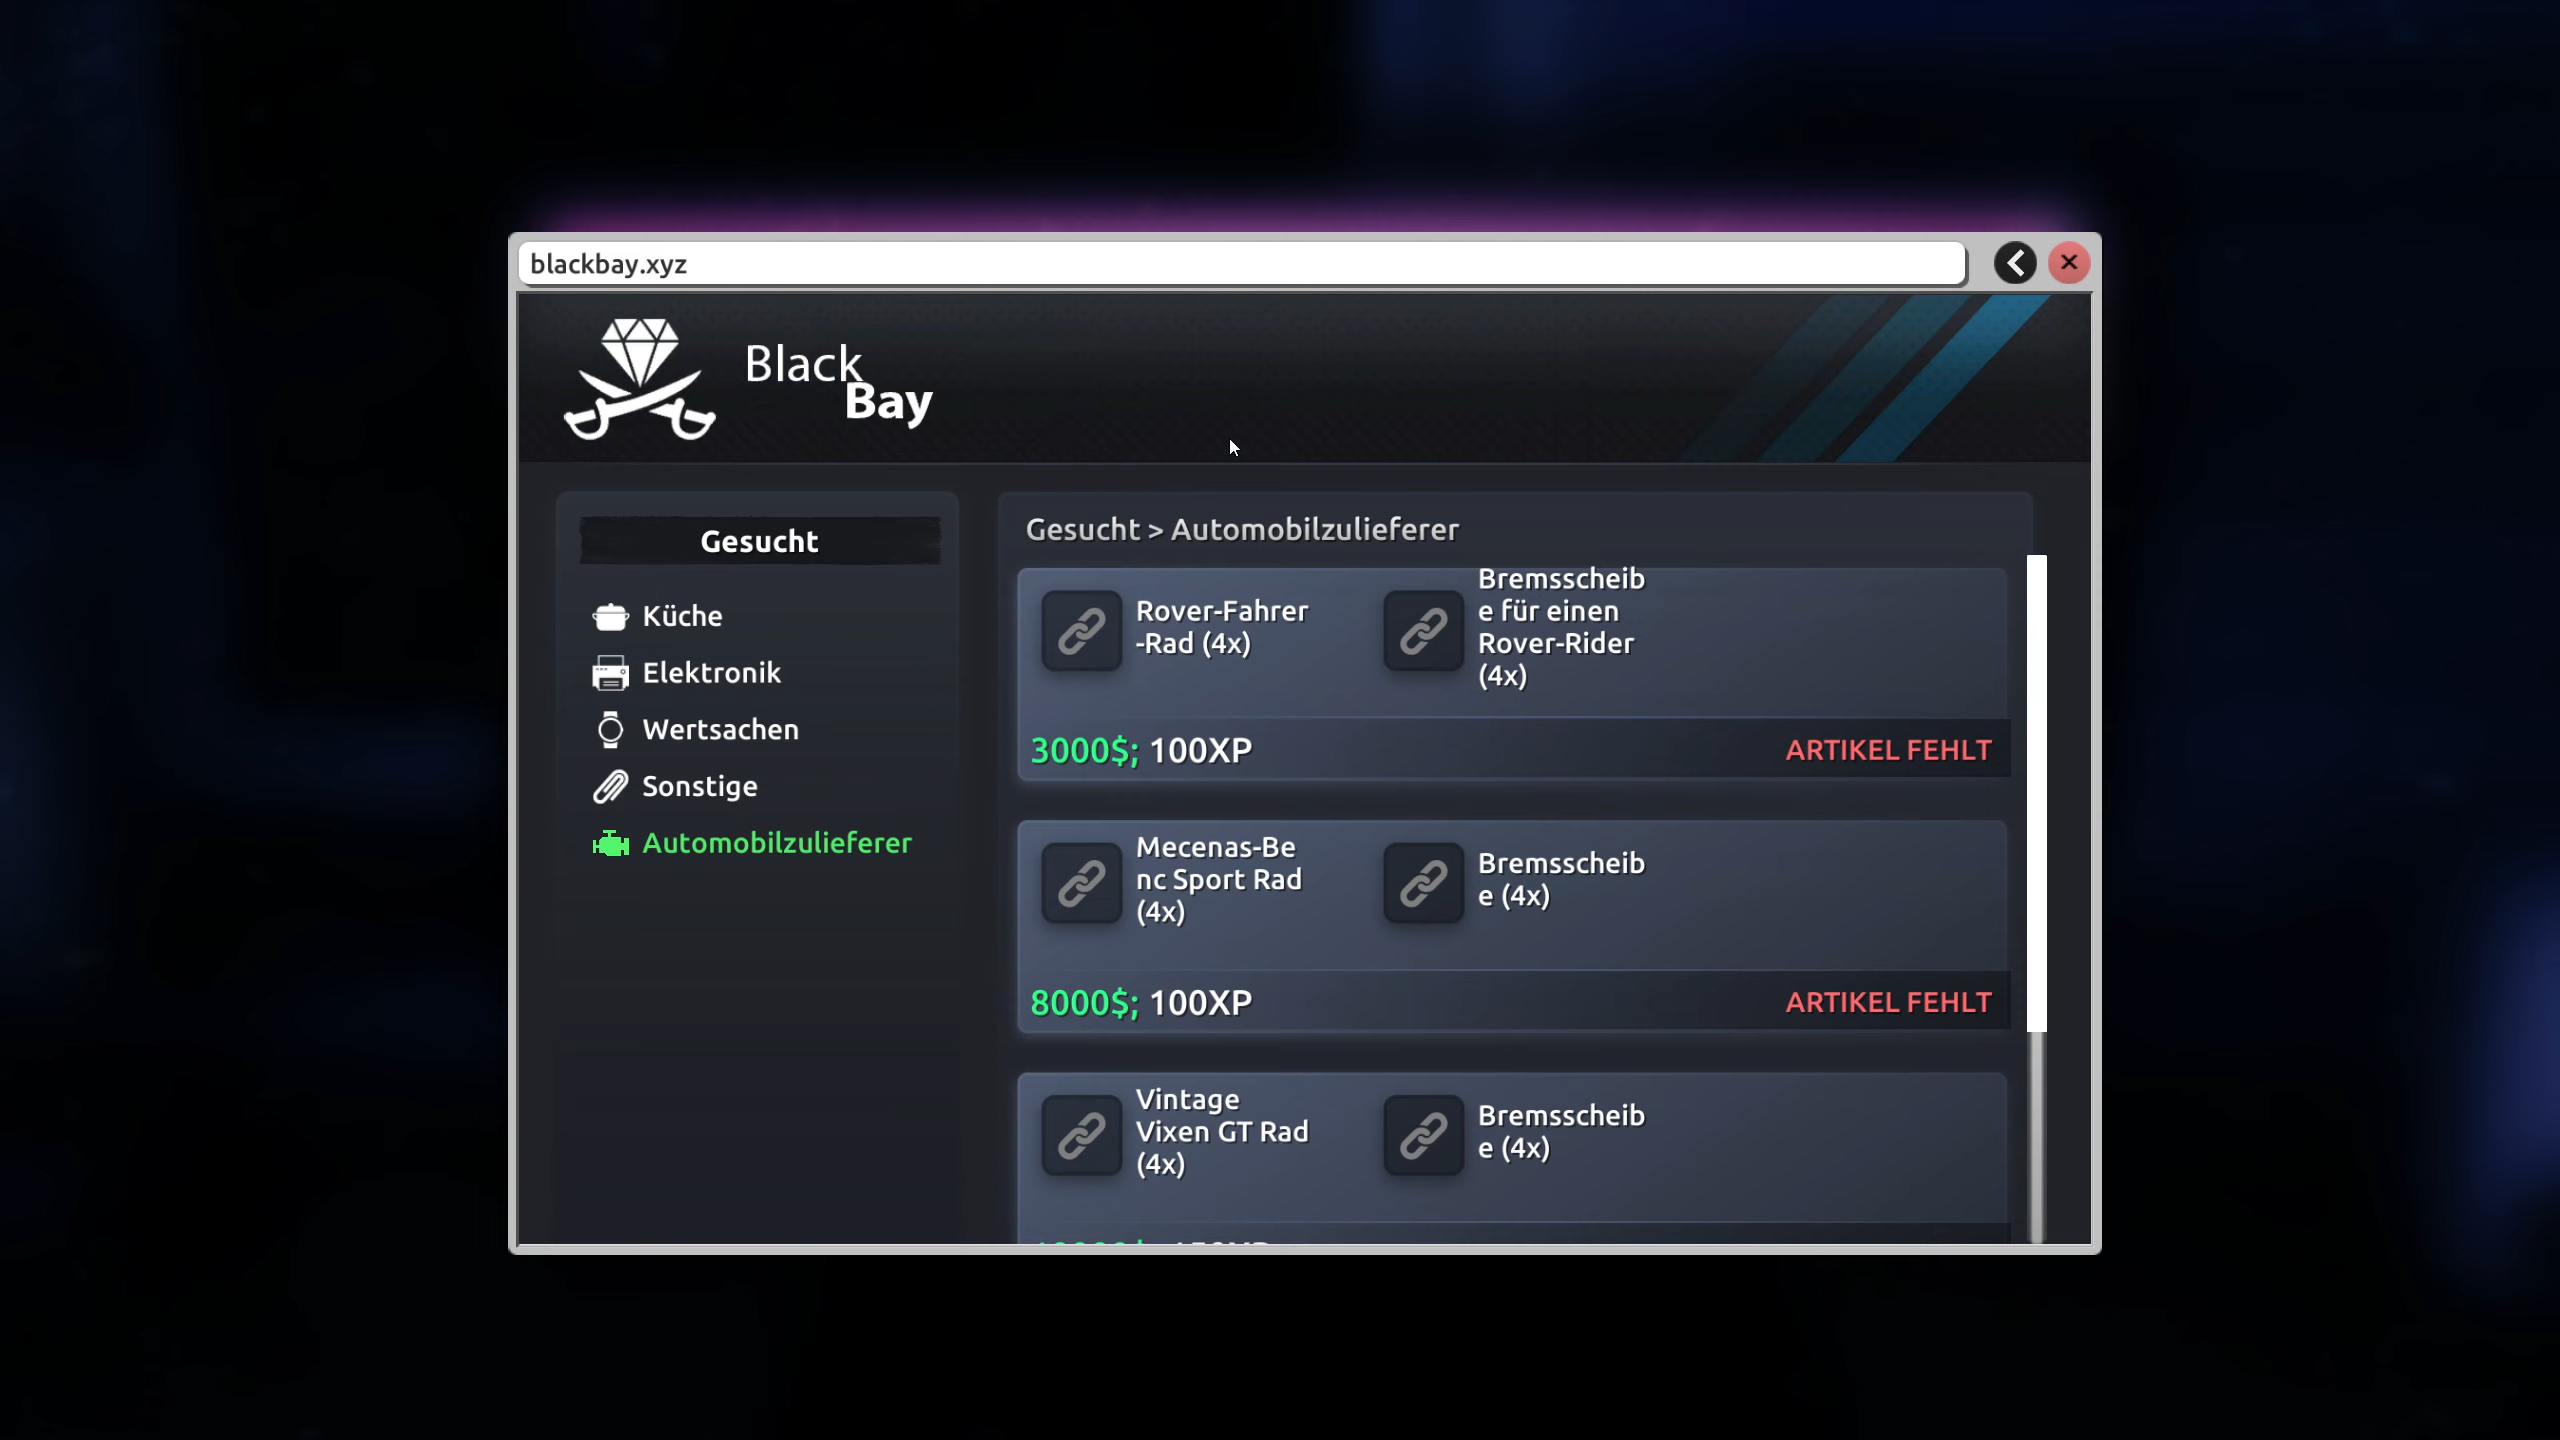 blackbay.xyz
Black
Bay
Gesucht
Küche
Elektronik
Wertsachen
Sonstige
Automobilzulieferer
Gesucht > Automobilzulieferer
Rover-Fahrer
-Rad (4x)
Bremsscheib
e für einen
Rover-Rider
(4x)
3000$; 100XP
ARTIKEL FEHLT
Mecenas-Be
nc Sport Rad
(4x)
Bremsscheib
e (4x)
8000$; 100XP
ARTIKEL FEHLT
Vintage
Vixen GT Rad
(4x)
Bremsscheib
e (4x)